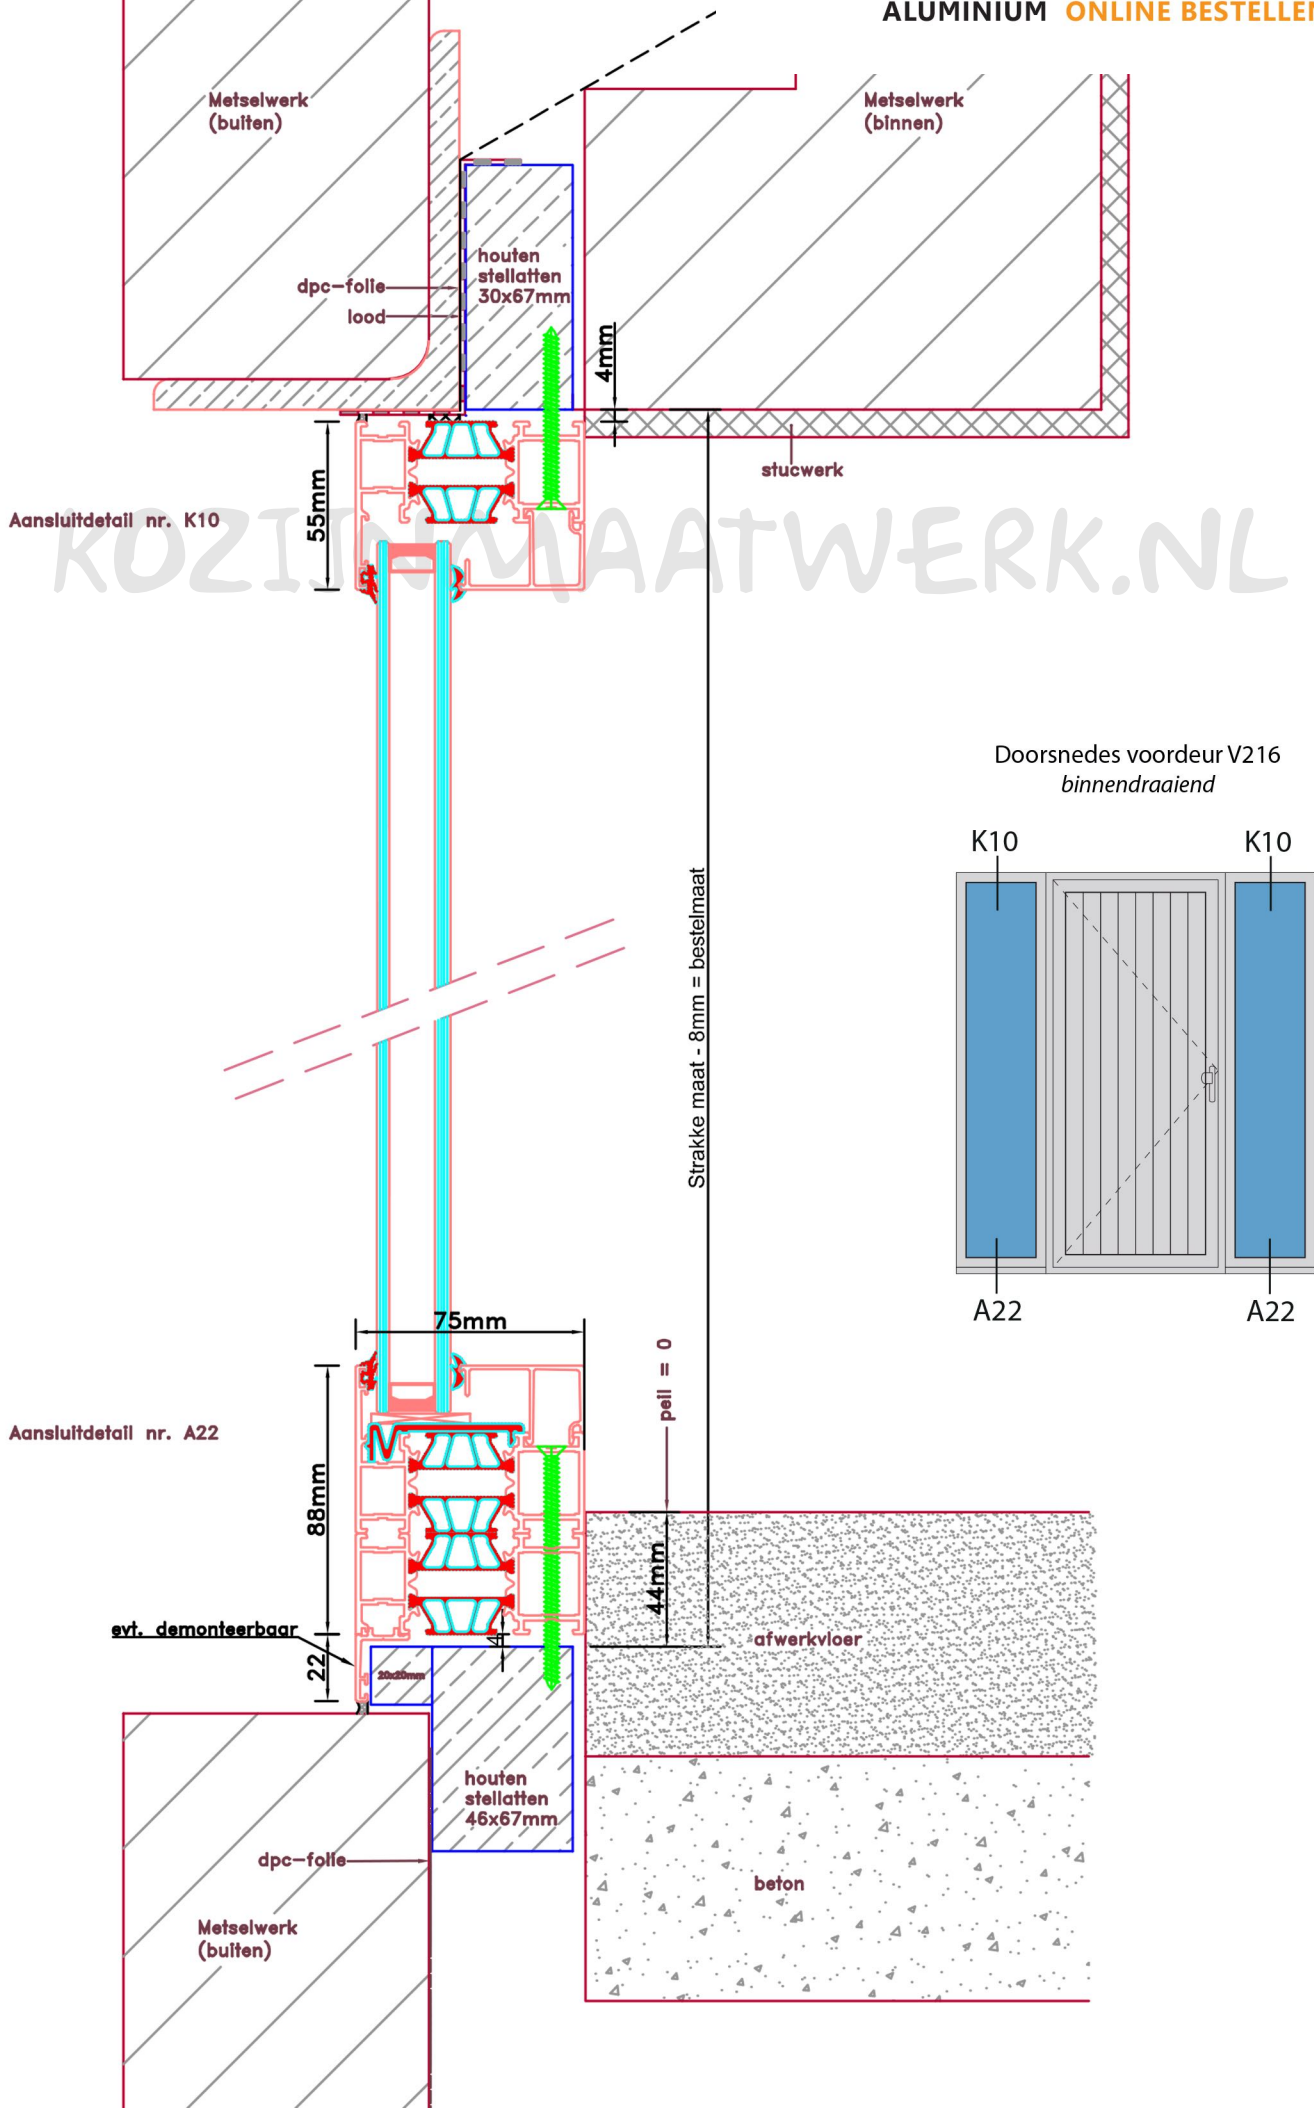 ALUMINIUM ONLINE BESTELLEN
Metselwerk
(buiten)
Metselwerk
(binnen)
houten
stellatten
30x67mm
dpc-folie
lood
4mm
stucwerk
55mm
Aansluitdetail nr. K10
KOZIJNMAATWERK.NL
Doorsnedes voordeur V216
binnendraaiend
K10
K10
Strakke maat - 8mm = bestelmaat
A22
A22
75mm
peil = 0
Aansluitdetail nr. A22
88mm
44mm
evt. demonteerbaar
4
afwerkvloer
22
20x20mm
houten
stellatten
46x67mm
dpc-folie
beton
Metselwerk
(buiten)